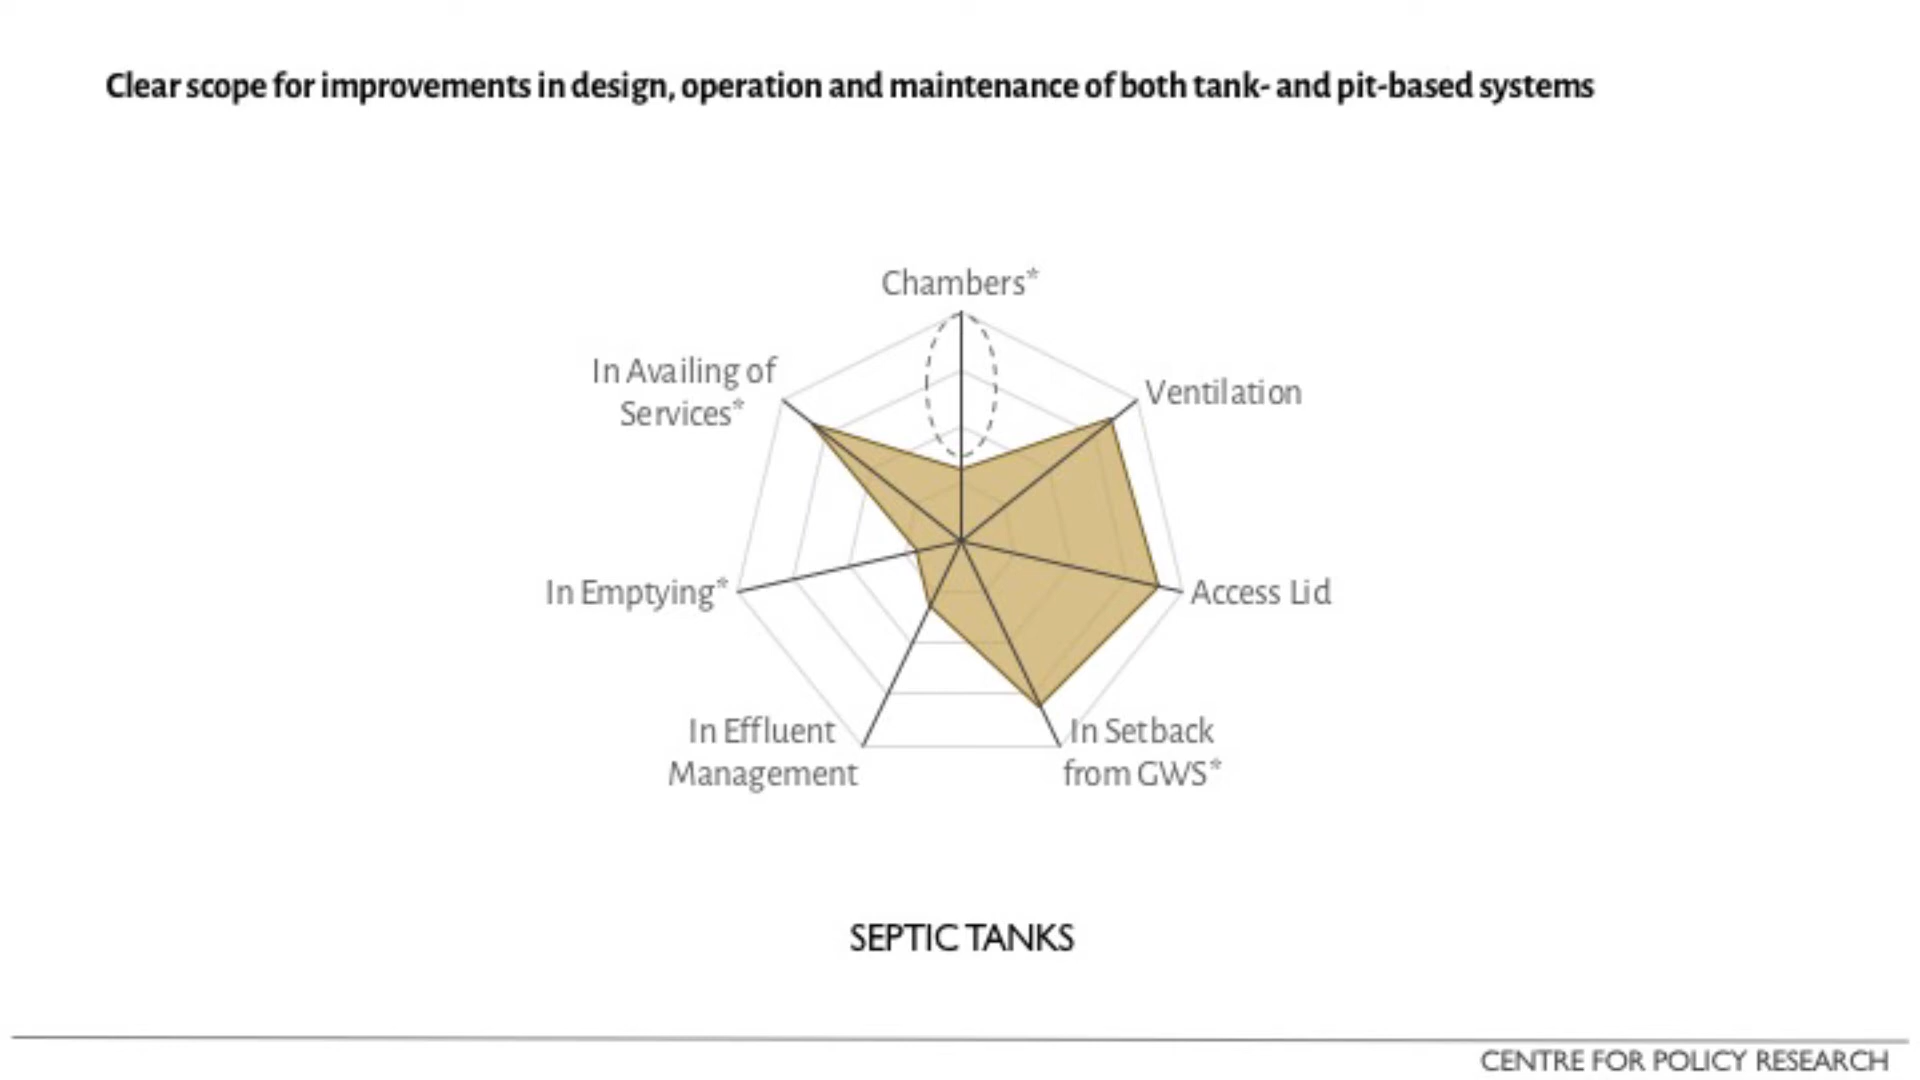 Clear scope for improvements in design, operation and maintenance of both tank- and pit-based systems
Chambers*
In Availing of
Services*
Ventilation
In Emptying*
Access Lid
In Effluent
Management
In Setback
from GWS*
SEPTIC TANKS
CENTRE FOR POLICY RESEARCH